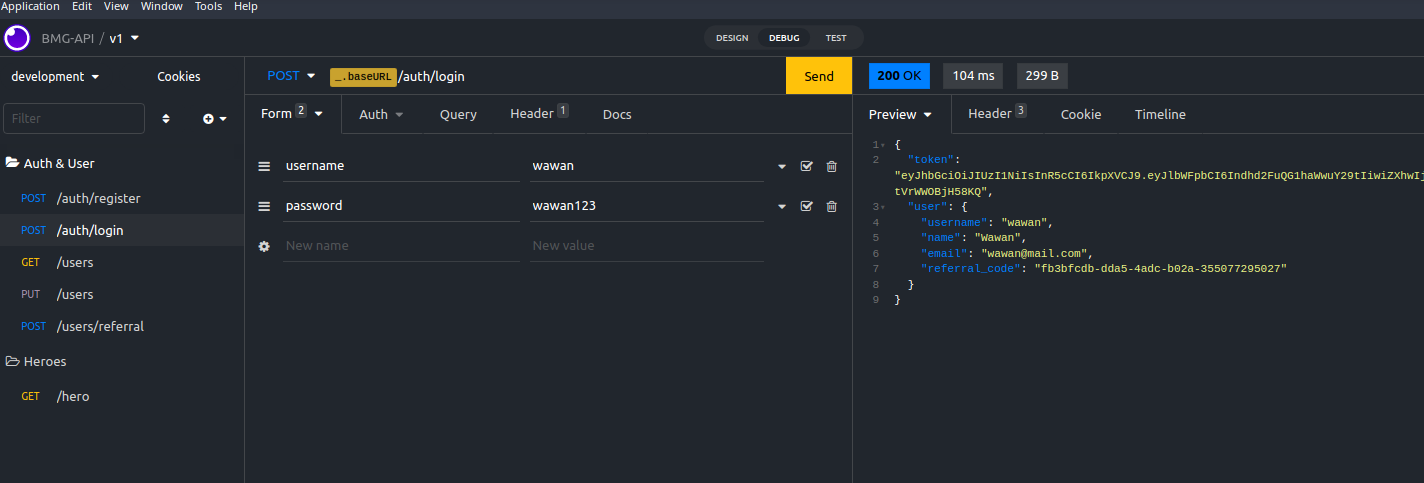 Application Edit View Window Tools Help
BMG-API / v1
DESIGN DEBUG TEST
development Cookies
POST _.baseURL /auth/login Send
200 OK 104 ms 299 B
Filter
Form 2 Auth Query Header 1 Docs
Preview Header 3 Cookie Timeline
Auth & User
POST /auth/register
POST /auth/login
GET /users
PUT /users
POST /users/referral
Heroes
GET /hero
username wawan
password wawan123
New name New value
1 {
2 "token":
"eyJhbGciOiJIUzI1NiIsInR5cCI6IkpXVCJ9.eyJlbWFpbCI6Indhd2FuQG1haWwuY29tIiwiZXhwIj
tVrWWOBjH58KQ",
3 "user": {
4 "username": "wawan",
5 "name": "Wawan",
6 "email": "wawan@mail.com",
7 "referral_code": "fb3bfcdb-dda5-4adc-b02a-355077295027"
8 }
9 }